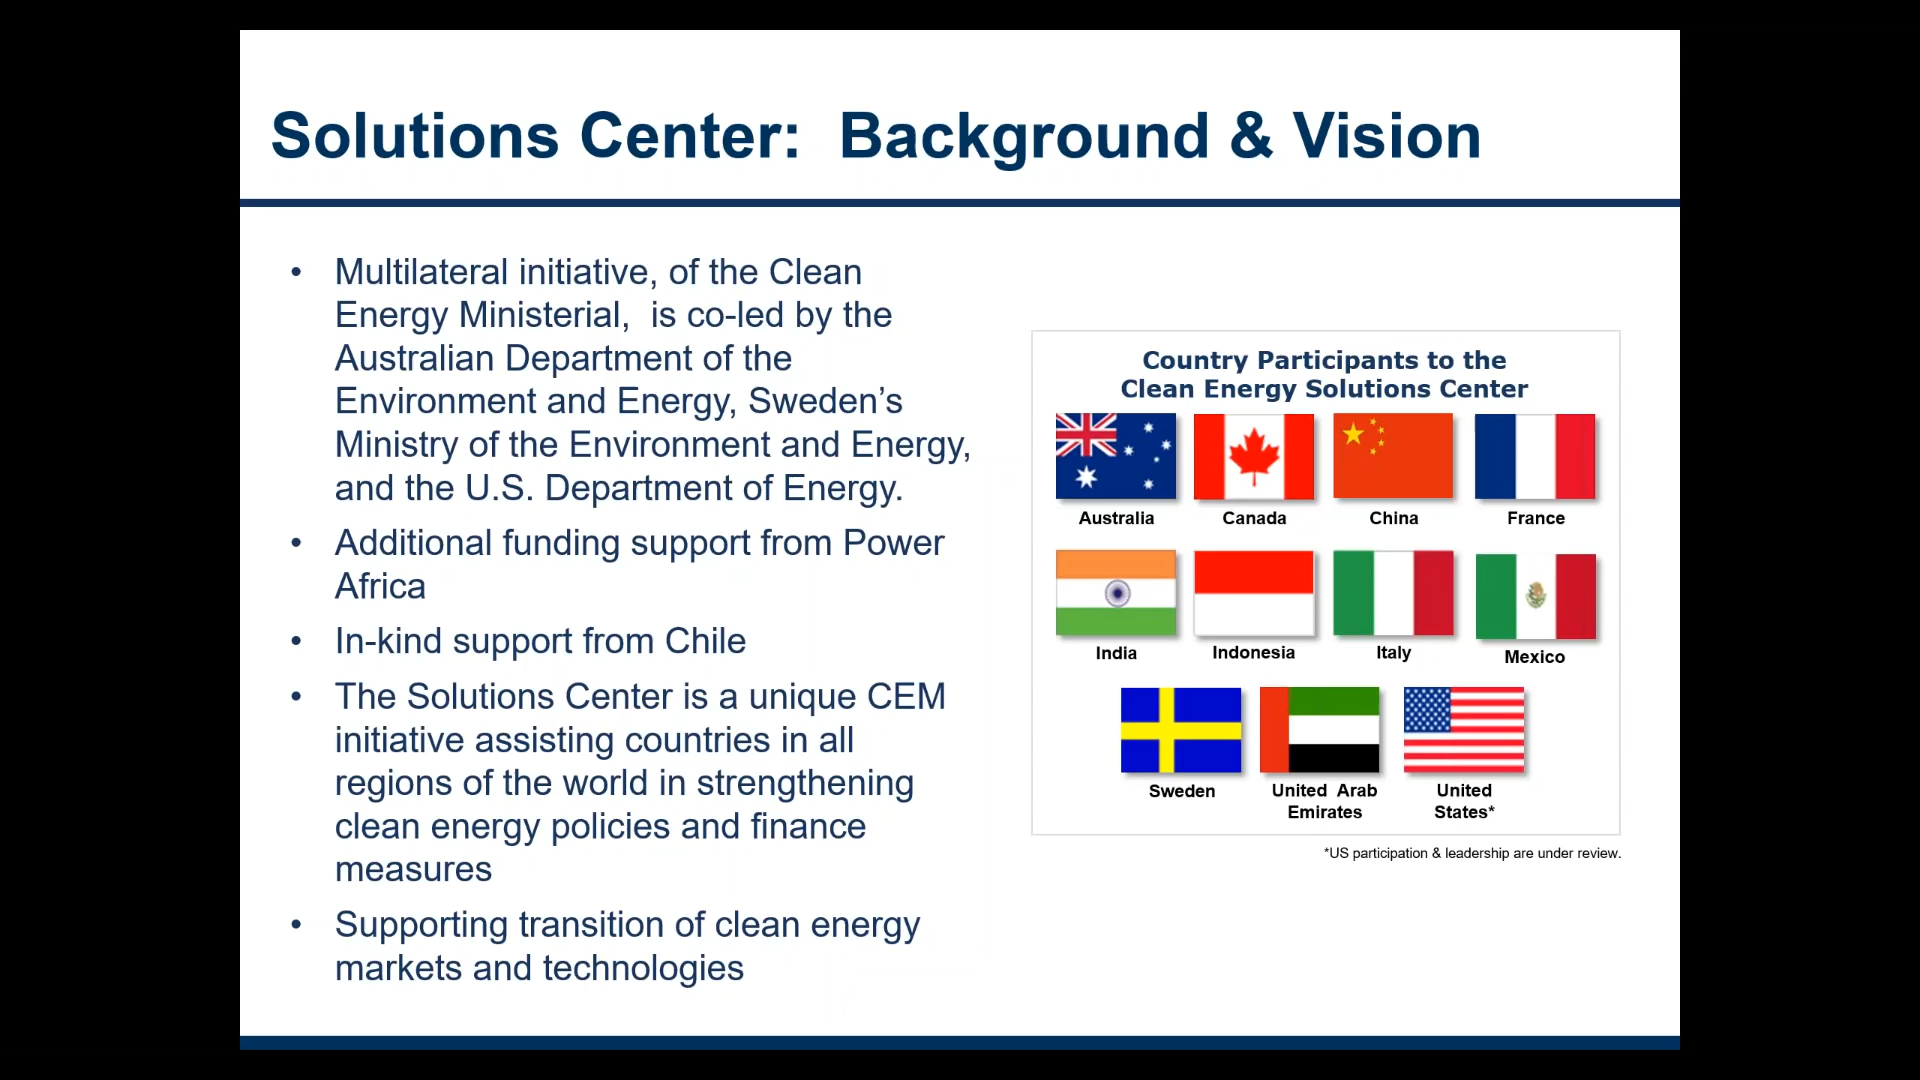 Solutions Center:  Background & Vision
• Multilateral initiative, of the Clean
Energy Ministerial,  is co-led by the
Australian Department of the
Environment and Energy, Sweden’s
Ministry of the Environment and Energy,
and the U.S. Department of Energy.
• Additional funding support from Power
Africa
• In-kind support from Chile
• The Solutions Center is a unique CEM
initiative assisting countries in all
regions of the world in strengthening
clean energy policies and finance
measures
• Supporting transition of clean energy
markets and technologies
Country Participants to the
Clean Energy Solutions Center
Australia
Canada
China
France
India
Indonesia
Italy
Mexico
Sweden
United  Arab
Emirates
United
States*
*US participation & leadership are under review.